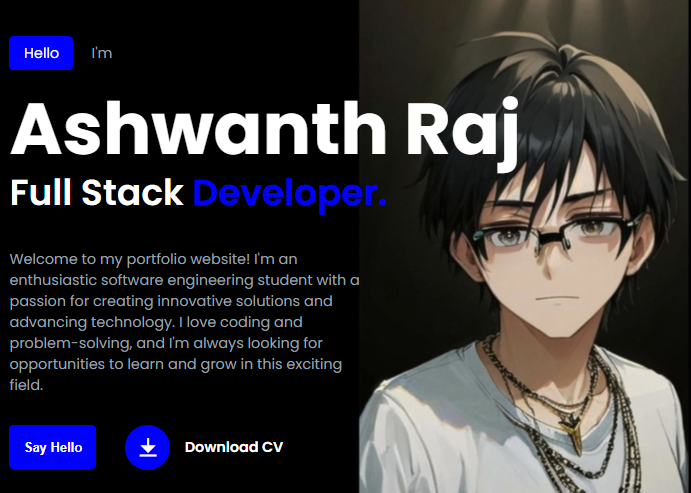 Hello I'm
Ashwanth Raj
Full Stack Developer.
Welcome to my portfolio website! I'm an
enthusiastic software engineering student with a
passion for creating innovative solutions and
advancing technology. I love coding and
problem-solving, and I'm always looking for
opportunities to learn and grow in this exciting
field.
Say Hello Download CV